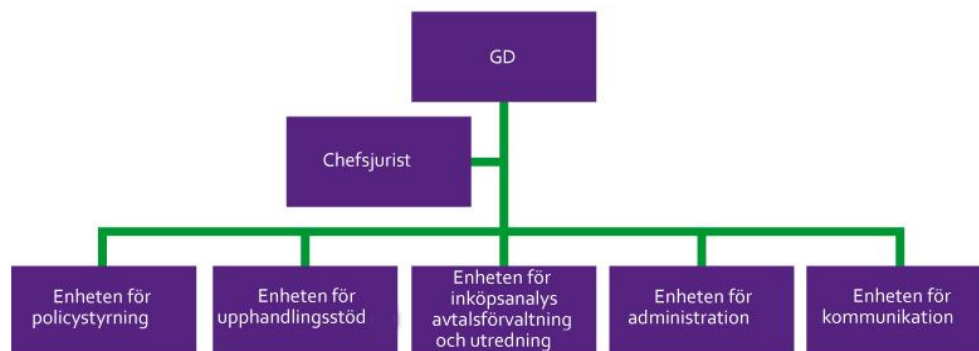 GD
Chefsjurist
Enheten för
policystyrning
Enheten för
upphandlingsstöd
Enheten för
inköpsanalys
avtalsförvaltning
och utredning
Enheten för
administration
Enheten för
kommunikation